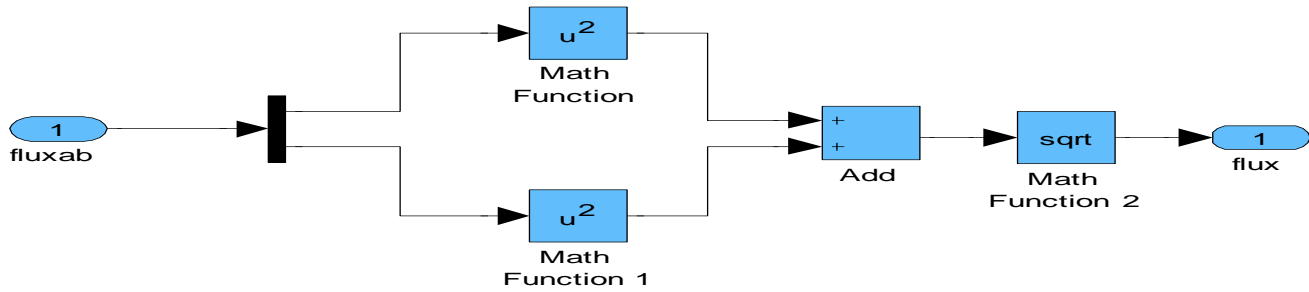 u²
Math
Function
1
fluxab
+
+
Add
sqrt
Math
Function 2
1
flux
u²
Math
Function 1